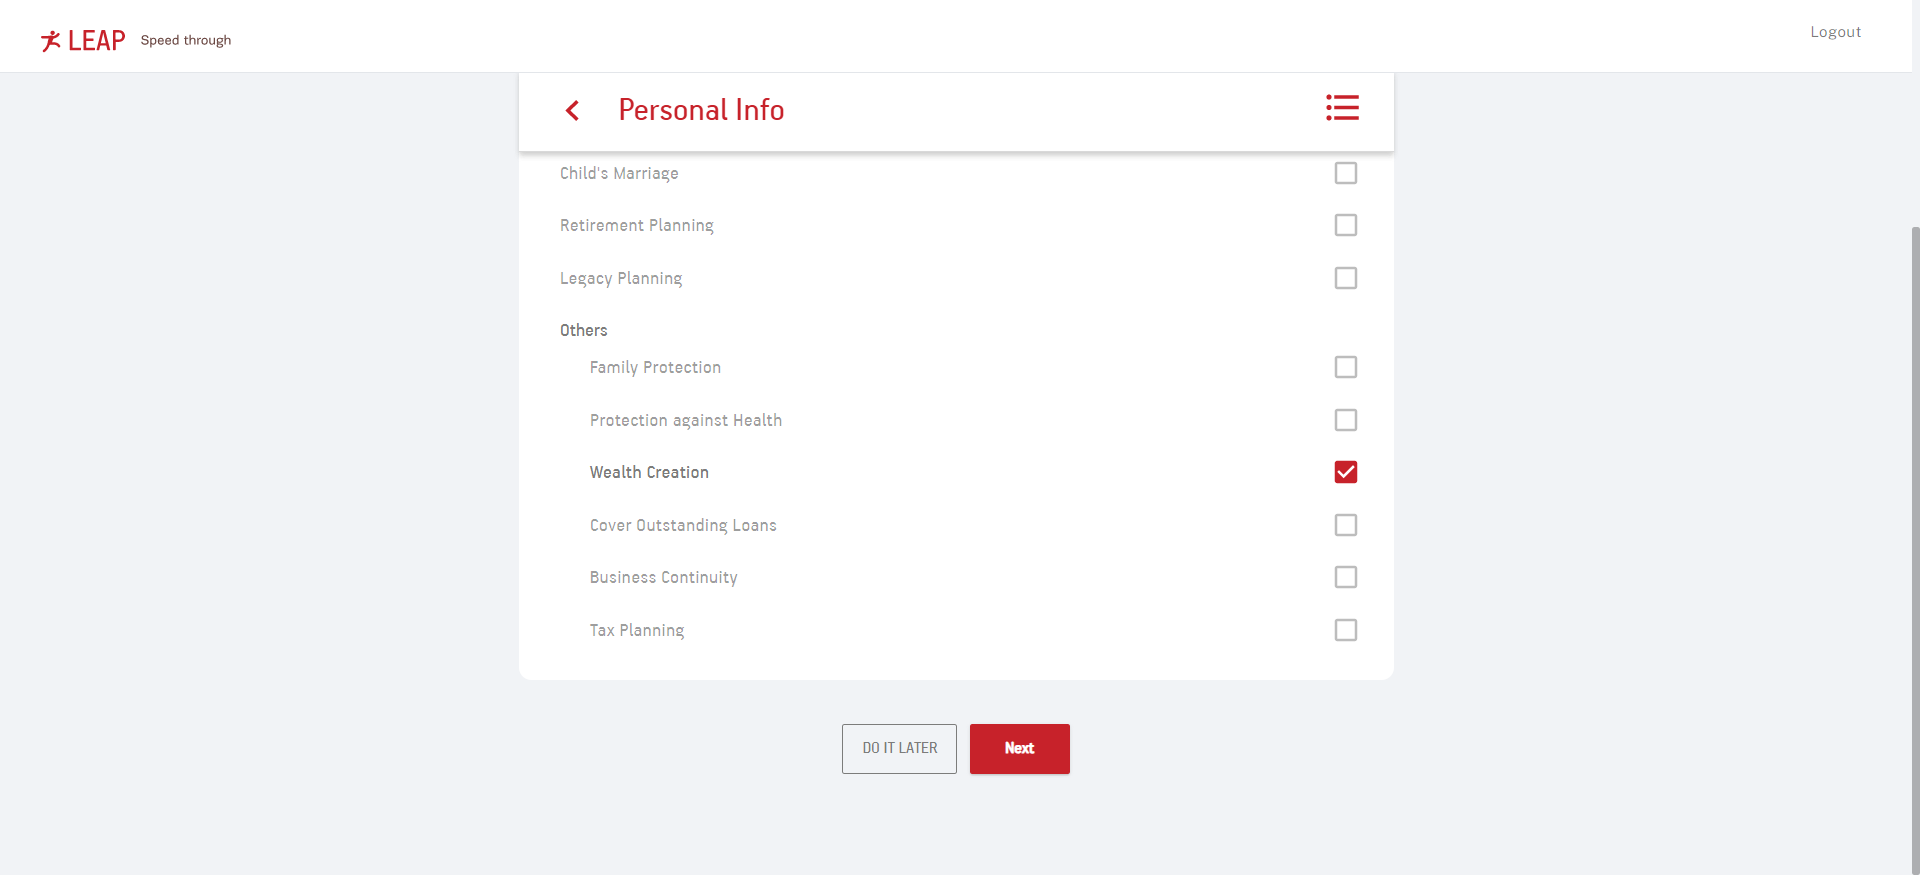 LEAP Speed through
Logout
Personal Info
Child's Marriage
Retirement Planning
Legacy Planning
Others
Family Protection
Protection against Health
Wealth Creation
Cover Outstanding Loans
Business Continuity
Tax Planning
DO IT LATER
Next